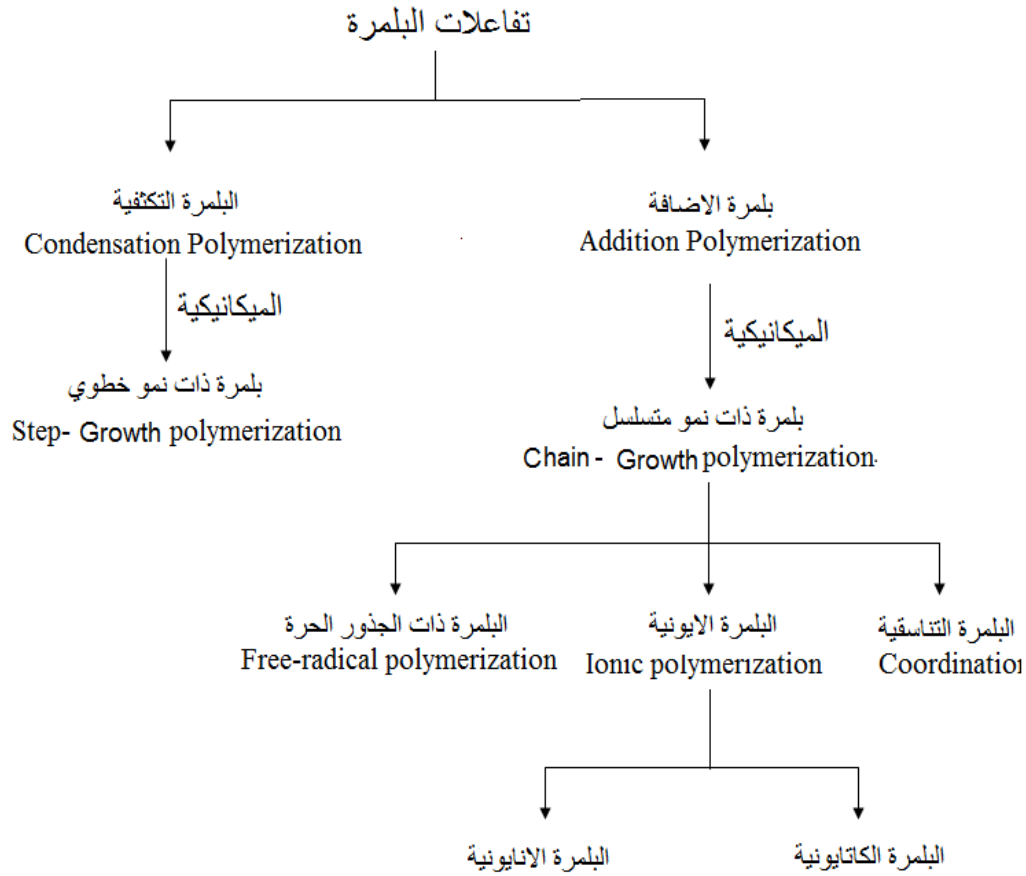 تفاعلات البلمرة
بلمرة الاضافة
Addition Polymerization
البلمرة التكثفية
Condensation Polymerization
الميكانيكية
الميكانيكية
بلمرة ذات نمو متسلسل
Chain - Growth polymerization
بلمرة ذات نمو خطوي
Step- Growth polymerization
البلمرة التناسقية
Coordination
البلمرة الايونية
Ionic polymerization
البلمرة ذات الجذور الحرة
Free-radical polymerization
البلمرة الكاتايونية
البلمرة الانايونية